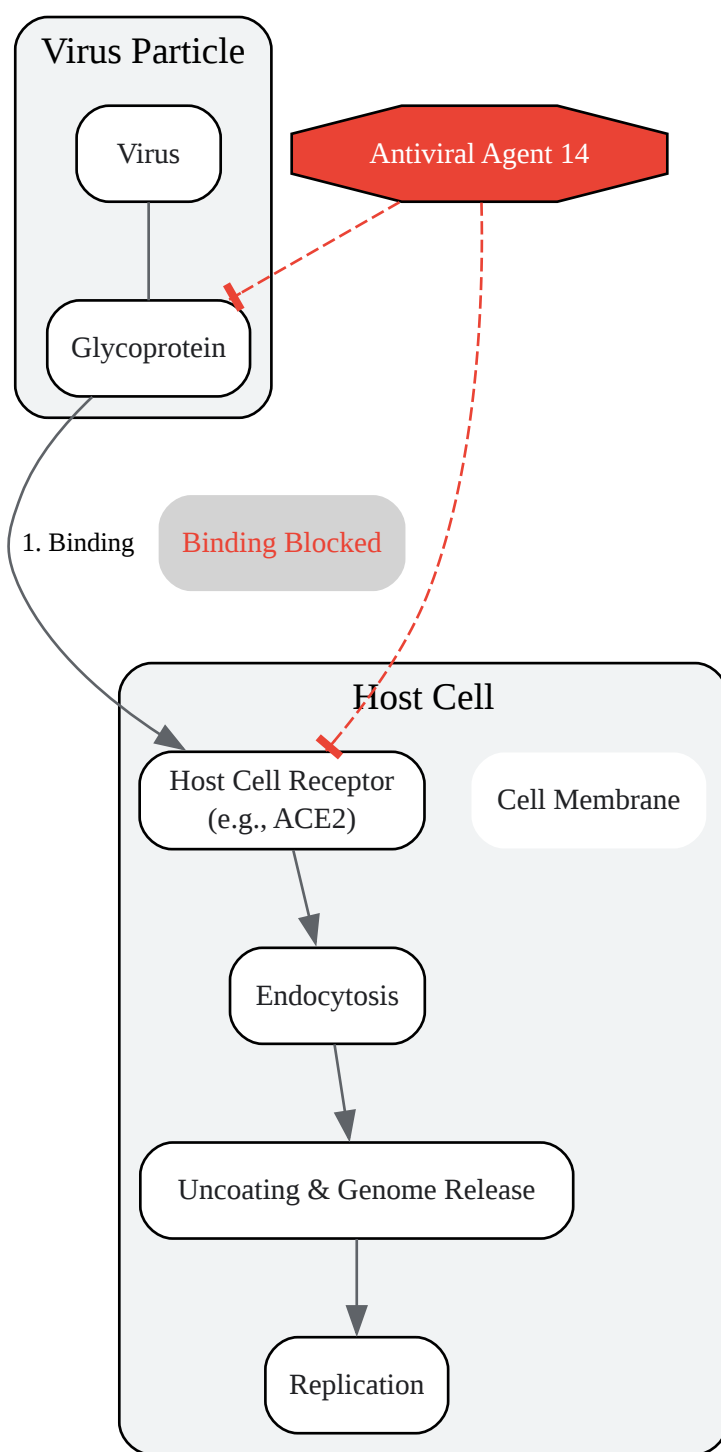 Virus Particle
Virus
Antiviral Agent 14
Glycoprotein
1. Binding
Binding Blocked
Host Cell
Host Cell Receptor
(e.g., ACE2)
Cell Membrane
Endocytosis
Uncoating & Genome Release
Replication